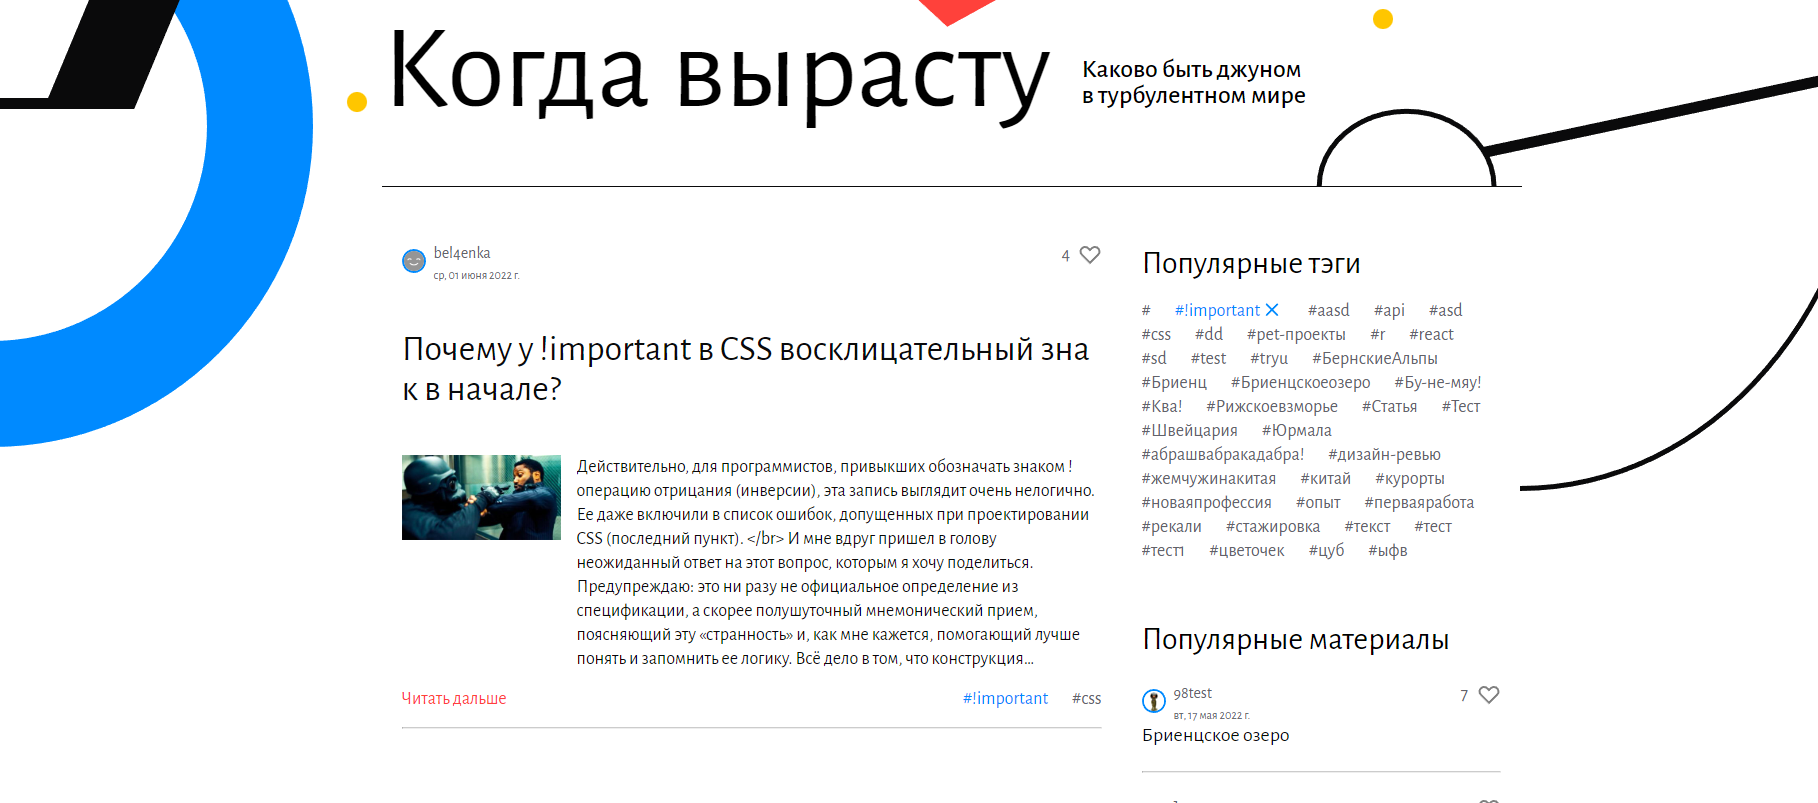 Когда вырасту
Каково быть джуном
в турбулентном мире
bel4enka
ср, 01 июня 2022 г.
4
Почему у !important в CSS восклицательный зна
к в начале?
Действительно, для программистов, привыкших обозначать знаком !
операцию отрицания (инверсии), эта запись выглядит очень нелогично.
Ее даже включили в список ошибок, допущенных при проектировании
CSS (последний пункт). </br> И мне вдруг пришел в голову
неожиданный ответ на этот вопрос, которым я хочу поделиться.
Предупреждаю: это ни разу не официальное определение из
спецификации, а скорее полушуточный мнемонический прием,
поясняющий эту «странность» и, как мне кажется, помогающий лучше
понять и запомнить ее логику. Всё дело в том, что конструкция...
Читать дальше #!important #css
Популярные тэги
# #!important #aasd #api #asd
#css #dd #pet-проекты #r #react
#sd #test #tryu #БернскиеАльпы
#Бриенц #Бриенцскоеозеро #Бу-не-мяу!
#Ква! #Рижскоевзморье #Статья #Тест
#Швейцария #Юрмала
#абрашвабракадабра! #дизайн-ревью
#жемчужинакитая #китай #курорты
#новаяпрофессия #опыт #перваяработа
#рекали #стажировка #текст #тест
#тестт #цветочек #цуб #ыфв
Популярные материалы
98test
вт, 17 мая 2022 г.
7
Бриенцское озеро